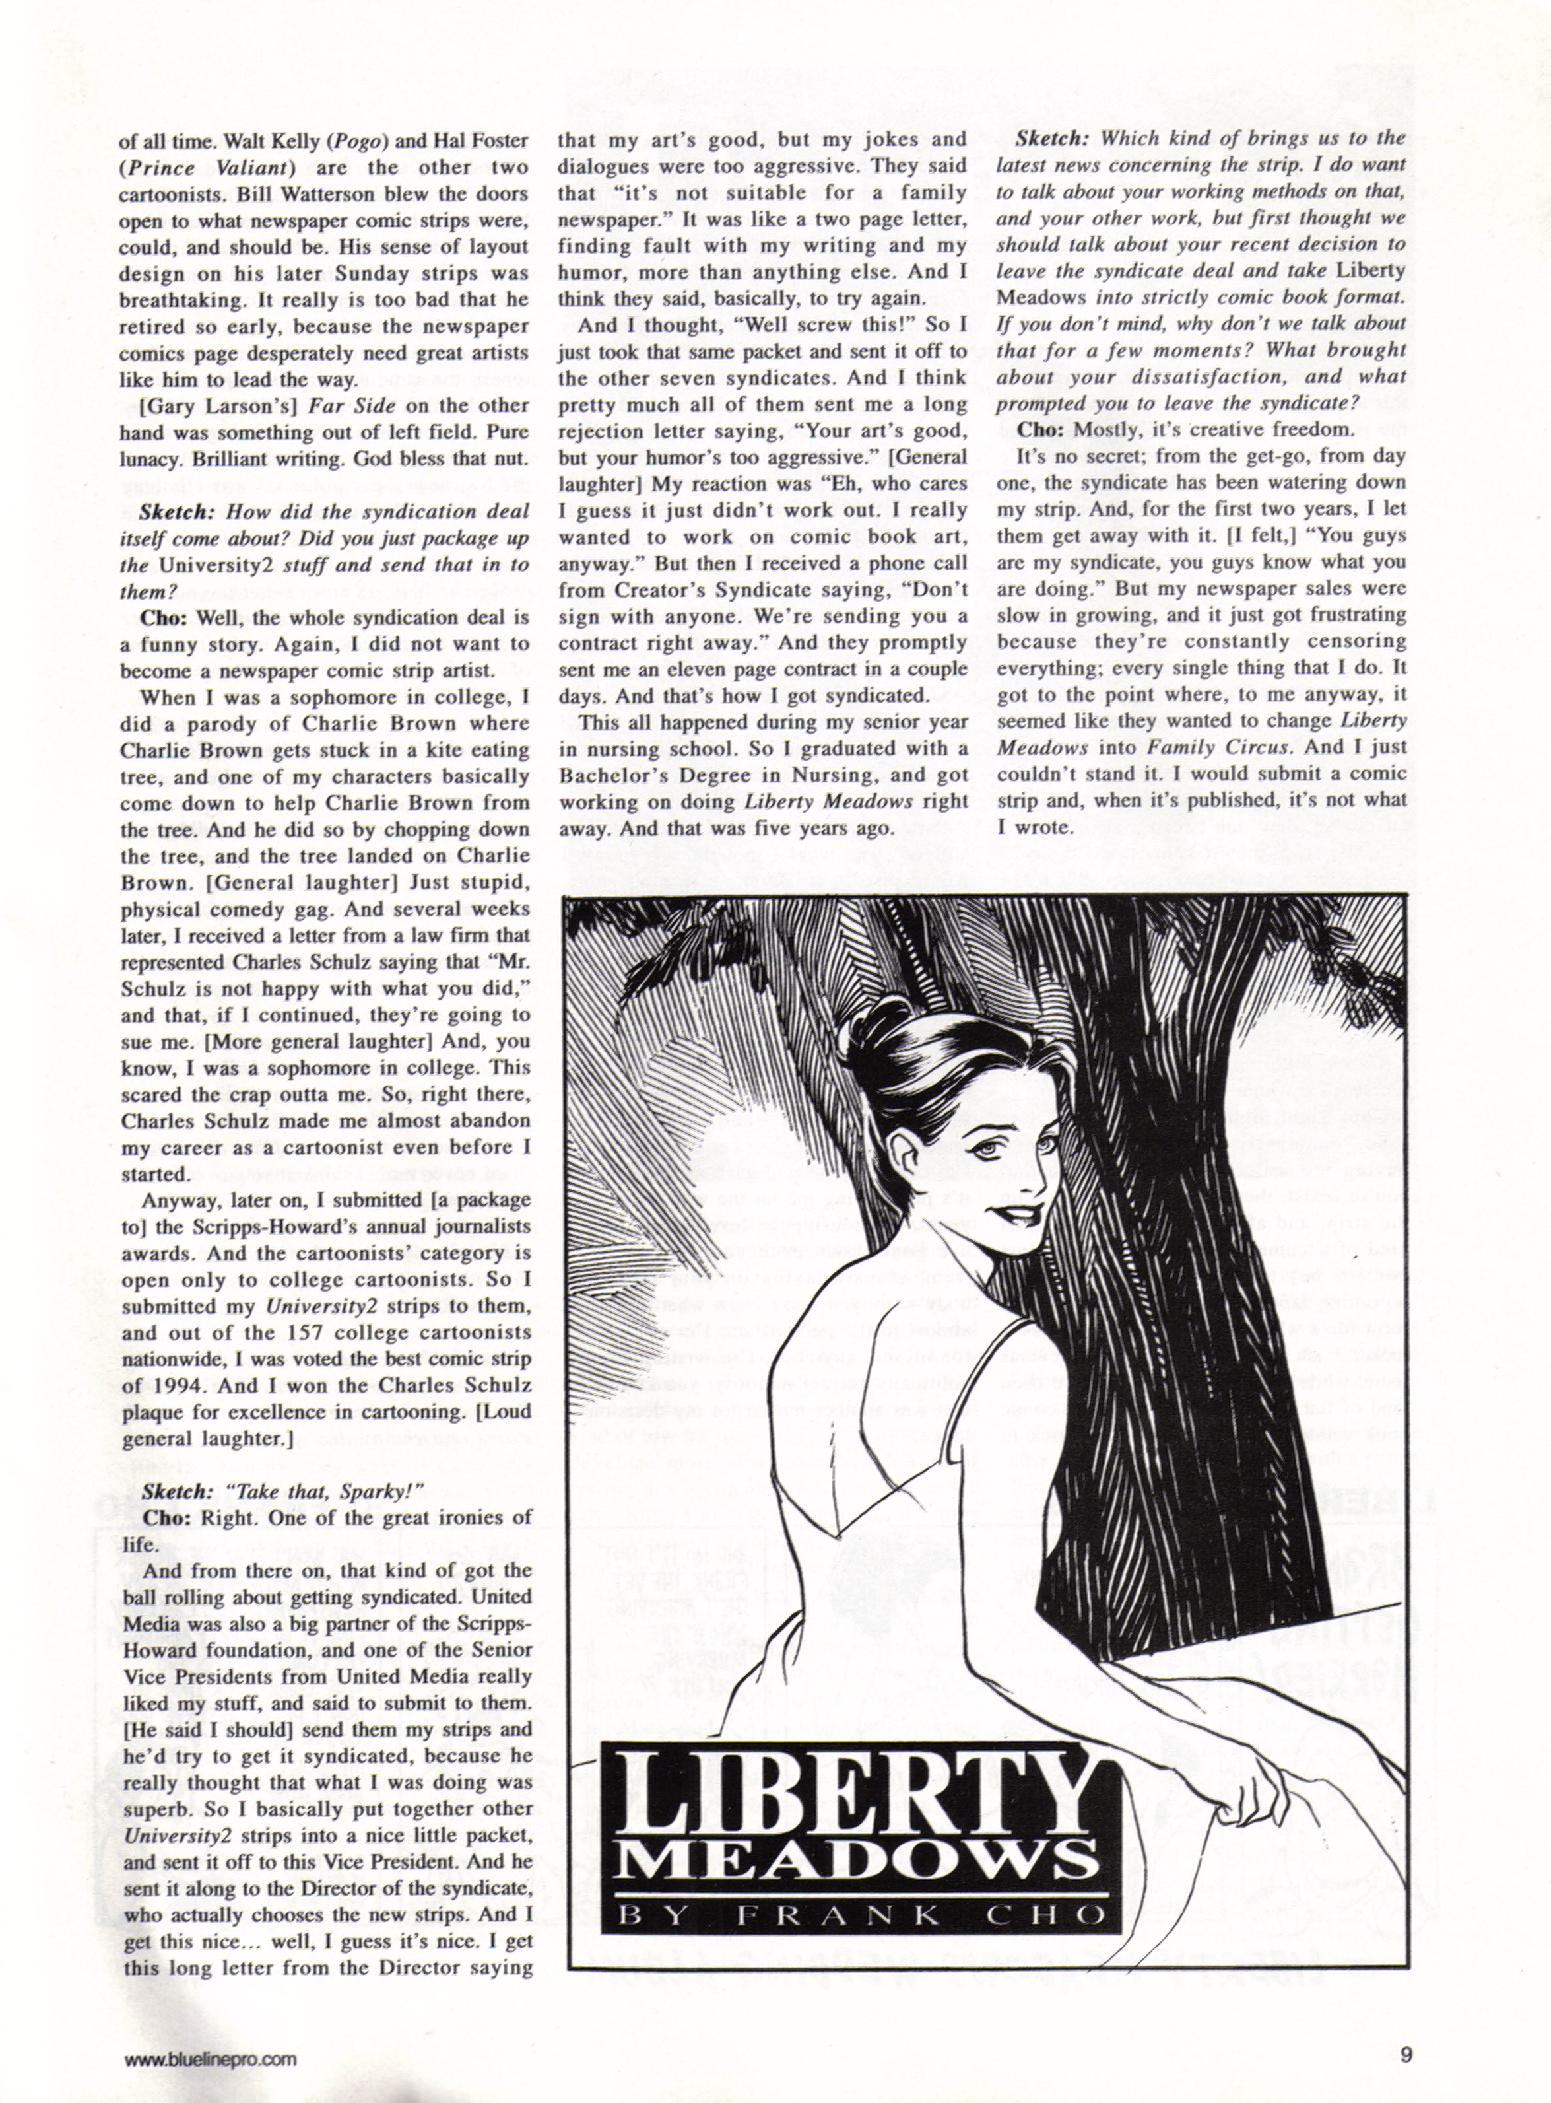 of all time. Walt Kelly (Pogo) and Hal Foster
(Prince Valiant) are the other two
cartoonists. Bill Watterson blew the doors
open to what newspaper comic strips were,
could, and should be. His sense of layout
design on his later Sunday strips was
breathtaking. It really is too bad that he
retired so early, because the newspaper
comics page desperately need great artists
like him to lead the way.
[Gary Larson's] Far Side on the other
hand was something out of left field. Pure
lunacy. Brilliant writing. God bless that nut.
Sketch: How did the syndication deal
itself come about? Did you just package up
the University2 stuff and send that in to
them?
Cho: Well, the whole syndication deal is
a funny story. Again, I did not want to
become a newspaper comic strip artist.
When I was a sophomore in college, I
did a parody of Charlie Brown where
Charlie Brown gets stuck in a kite eating
tree, and one of my characters basically
come down to help Charlie Brown from
the tree. And he did so by chopping down
the tree, and the tree landed on Charlie
Brown. [General laughter] Just stupid,
physical comedy gag. And several weeks
later, I received a letter from a law firm that
represented Charles Schulz saying that “Mr.
Schulz is not happy with what you did,”
and that, if I continued, they're going to
sue me. [More general laughter] And, you
know, I was a sophomore in college. This
scared the crap outta me. So, right there,
Charles Schulz made me almost abandon
my career as a cartoonist even before I
started.
Anyway, later on, I submitted [a package
to] the Scripps-Howard's annual journalists
awards. And the cartoonists' category is
open only to college cartoonists. So I
submitted my University2 strips to them,
and out of the 157 college cartoonists
nationwide, I was voted the best comic strip
of 1994. And I won the Charles Schulz
plaque for excellence in cartooning. [Loud
general laughter.]
Sketch: “Take that, Sparky!”
Cho: Right. One of the great ironies of
life.
And from there on, that kind of got the
ball rolling about getting syndicated. United
Media was also a big partner of the Scripps-
Howard foundation, and one of the Senior
Vice Presidents from United Media really
liked my stuff, and said to submit to them.
[He said I should] send them my strips and
he'd try to get it syndicated, because he
really thought that what I was doing was
superb. So I basically put together other
University2 strips into a nice little packet,
and sent it off to this Vice President. And he
sent it along to the Director of the syndicate,
who actually chooses the new strips. And I
get this nice... well, I guess it's nice. I get
this long letter from the Director saying
that my art's good, but my jokes and
dialogues were too aggressive. They said
that “it's not suitable for a family
newspaper.” It was like a two page letter,
finding fault with my writing and my
humor, more than anything else. And I
think they said, basically, to try again.
And I thought, “Well screw this!” So I
just took that same packet and sent it off to
the other seven syndicates. And I think
pretty much all of them sent me a long
rejection letter saying, “Your art's good,
but your humor's too aggressive.” [General
laughter] My reaction was “Eh, who cares
I guess it just didn't work out. I really
wanted to work on comic book art,
anyway.” But then I received a phone call
from Creator's Syndicate saying, “Don't
sign with anyone. We're sending you a
contract right away.” And they promptly
sent me an eleven page contract in a couple
days. And that's how I got syndicated.
This all happened during my senior year
in nursing school. So I graduated with a
Bachelor's Degree in Nursing, and got
working on doing Liberty Meadows right
away. And that was five years ago.
Sketch: Which kind of brings us to the
latest news concerning the strip. I do want
to talk about your working methods on that,
and your other work, but first thought we
should talk about your recent decision to
leave the syndicate deal and take Liberty
Meadows into strictly comic book format.
If you don't mind, why don't we talk about
that for a few moments? What brought
about your dissatisfaction, and what
prompted you to leave the syndicate?
Cho: Mostly, it's creative freedom.
It's no secret; from the get-go, from day
one, the syndicate has been watering down
my strip. And, for the first two years, I let
them get away with it. [I felt,] “You guys
are my syndicate, you guys know what you
are doing.” But my newspaper sales were
slow in growing, and it just got frustrating
because they're constantly censoring
everything; every single thing that I do. It
got to the point where, to me anyway, it
seemed like they wanted to change Liberty
Meadows into Family Circus. And I just
couldn't stand it. I would submit a comic
strip and, when it's published, it's not what
I wrote.
LIBERTY
MEADOWS
BY FRANK CHO
www.bluelinepro.com
9